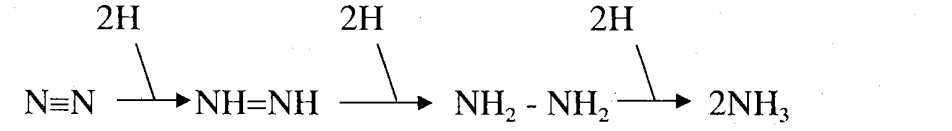 2H 2H 2H
N≡N NH=NH NH₂ - NH₂ 2NH₃